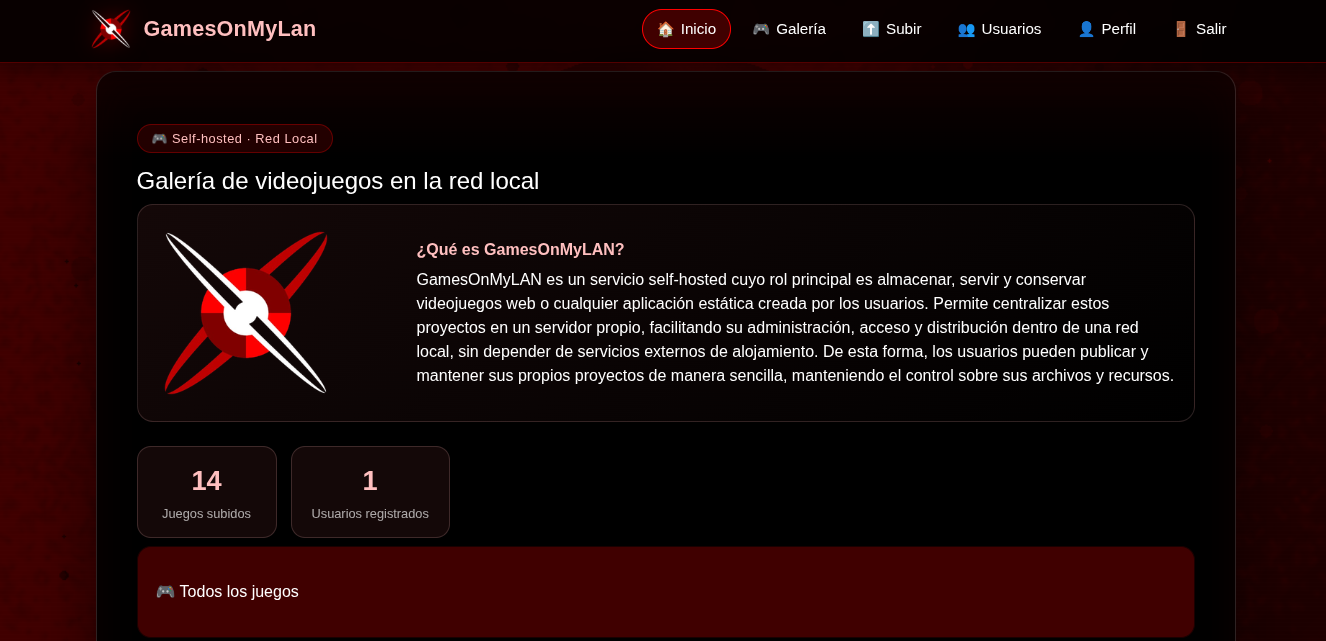 GamesOnMyLan
🏠 Inicio
🎮 Galería
⬆️ Subir
👥 Usuarios
👤 Perfil
🚪 Salir
🎮 Self-hosted · Red Local
Galería de videojuegos en la red local
¿Qué es GamesOnMyLAN?
GamesOnMyLAN es un servicio self-hosted cuyo rol principal es almacenar, servir y conservar
videojuegos web o cualquier aplicación estática creada por los usuarios. Permite centralizar estos
proyectos en un servidor propio, facilitando su administración, acceso y distribución dentro de una red
local, sin depender de servicios externos de alojamiento. De esta forma, los usuarios pueden publicar y
mantener sus propios proyectos de manera sencilla, manteniendo el control sobre sus archivos y recursos.
14
Juegos subidos
1
Usuarios registrados
🎮 Todos los juegos